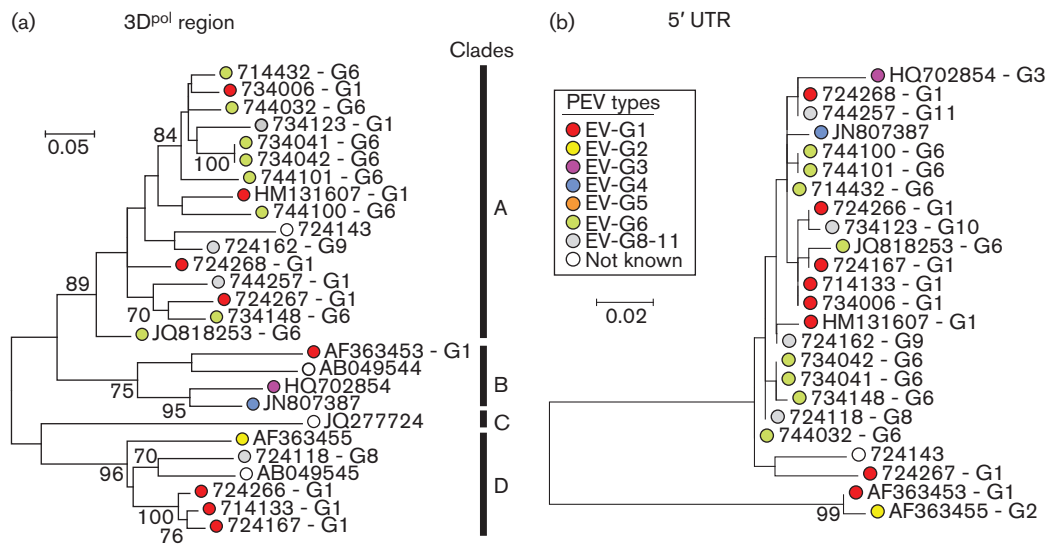 (a)
3Dpol region
Clades
714432 - G6
734006 - G1
744032 - G6
734123 - G1
734041 - G6
734042 - G6
744101 - G6
HM131607 - G1
744100 - G6
724143
724162 - G9
724268 - G1
744257 - G11
724267 - G1
734148 - G6
JQ818253 - G6
AF363453 - G1
AB049544
HQ702854
JN807387
JQ277724
AF363455
724118 - G8
AB049545
724266 - G1
714133 - G1
724167 - G1
0.05
84
100
89
70
75
95
70
96
100
76
A
B
C
D
(b)
5′ UTR
PEV types
EV-G1
EV-G2
EV-G3
EV-G4
EV-G5
EV-G6
EV-G8-11
Not known
0.02
HQ702854 - G3
724268 - G1
744257 - G11
JN807387
744100 - G6
744101 - G6
714432 - G6
724266 - G1
734123 - G10
JQ818253 - G6
724167 - G1
714133 - G1
734006 - G1
HM131607 - G1
724162 - G9
734042 - G6
734041 - G6
734148 - G6
724118 - G8
744032 - G6
724143
724267 - G1
AF363453 - G1
AF363455 - G2
99